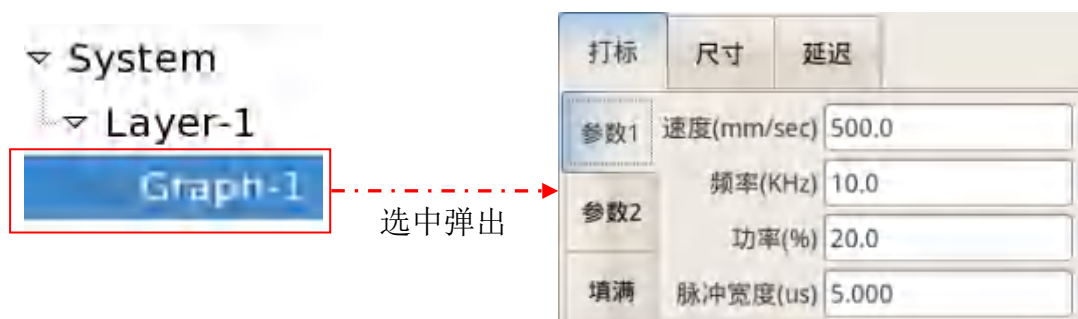 System
Layer-1
Graph-1
选中弹出
打标 尺寸 延迟
参数1 速度(mm/sec) 500.0
频率(KHz) 10.0
参数2
功率(%) 20.0
填满 脉冲宽度(us) 5.000